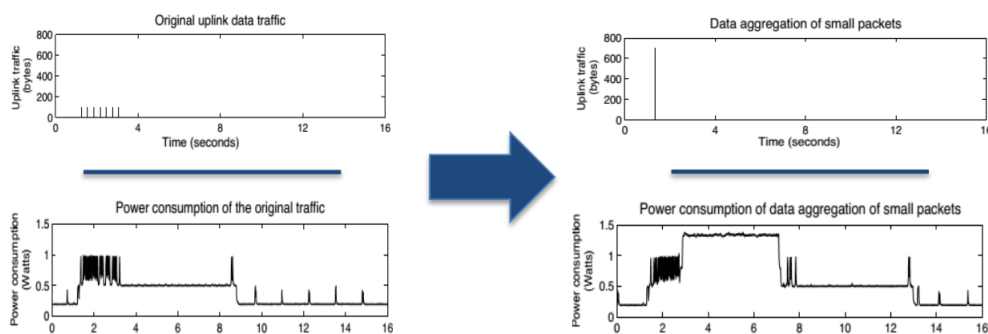 Original uplink data traffic
800
600
400
200
0
Uplink traffic
(bytes)
0 4 8 12 16
Time (seconds)
Data aggregation of small packets
800
600
400
200
0
Uplink traffic
(bytes)
0 4 8 12 16
Time (seconds)
Power consumption of the original traffic
1.5
1
0.5
0
Power consumption
(Watts)
0 2 4 6 8 10 12 14 16
Power consumption of data aggregation of small packets
1.5
1
0.5
0
Power consumption
(Watts)
0 2 4 6 8 10 12 14 16